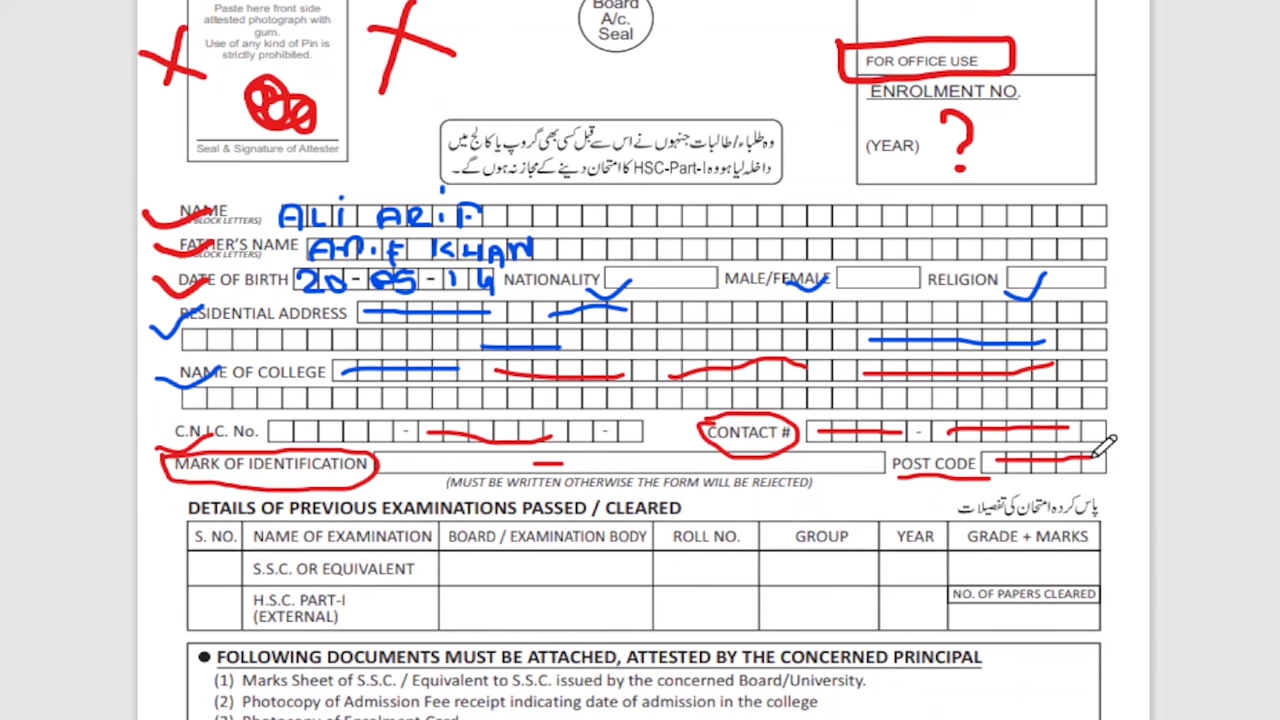 Paste here front side
attested photograph with
gum.
Use of any kind of Pin is
strictly prohibited.
Seal & Signature of Attester
Board
A/c.
Seal
FOR OFFICE USE
ENROLMENT NO.
(YEAR) ?
وہ طلباء/طالبات جنہوں نے اس سے قبل کسی بھی گروپ یا کالج میں
داخلہ لیا ہو وہ HSC-Part-I کا امتحان دینے کے مجاز نہ ہوں گے۔
NAME ALi ARiF
BLOCK LETTERS)
FATHER'S NAME KHAN
BLOCK LETTERS)
DATE OF BIRTH 20-05-14 NATIONALITY MALE/FEMALE RELIGION
RESIDENTIAL ADDRESS
NAME OF COLLEGE
C.N.I.C. No. - - CONTACT # -
MARK OF IDENTIFICATION POST CODE
(MUST BE WRITTEN OTHERWISE THE FORM WILL BE REJECTED)
DETAILS OF PREVIOUS EXAMINATIONS PASSED / CLEARED پاس کردہ امتحان کی تفصیلات
S. NO. NAME OF EXAMINATION BOARD / EXAMINATION BODY ROLL NO. GROUP YEAR GRADE + MARKS
S.S.C. OR EQUIVALENT
H.S.C. PART-I
(EXTERNAL)
NO. OF PAPERS CLEARED
● FOLLOWING DOCUMENTS MUST BE ATTACHED, ATTESTED BY THE CONCERNED PRINCIPAL
(1) Marks Sheet of S.S.C. / Equivalent to S.S.C. issued by the concerned Board/University.
(2) Photocopy of Admission Fee receipt indicating date of admission in the college
(3) Photocopy of Enrolment Card